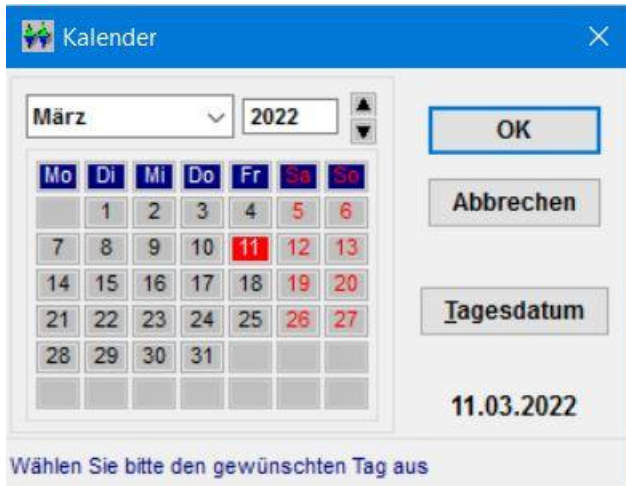 Kalender
März 2022
OK
Mo Di Mi Do Fr Sa So
1 2 3 4 5 6
Abbrechen
7 8 9 10 11 12 13
14 15 16 17 18 19 20
21 22 23 24 25 26 27
Tagesdatum
28 29 30 31
11.03.2022
Wählen Sie bitte den gewünschten Tag aus